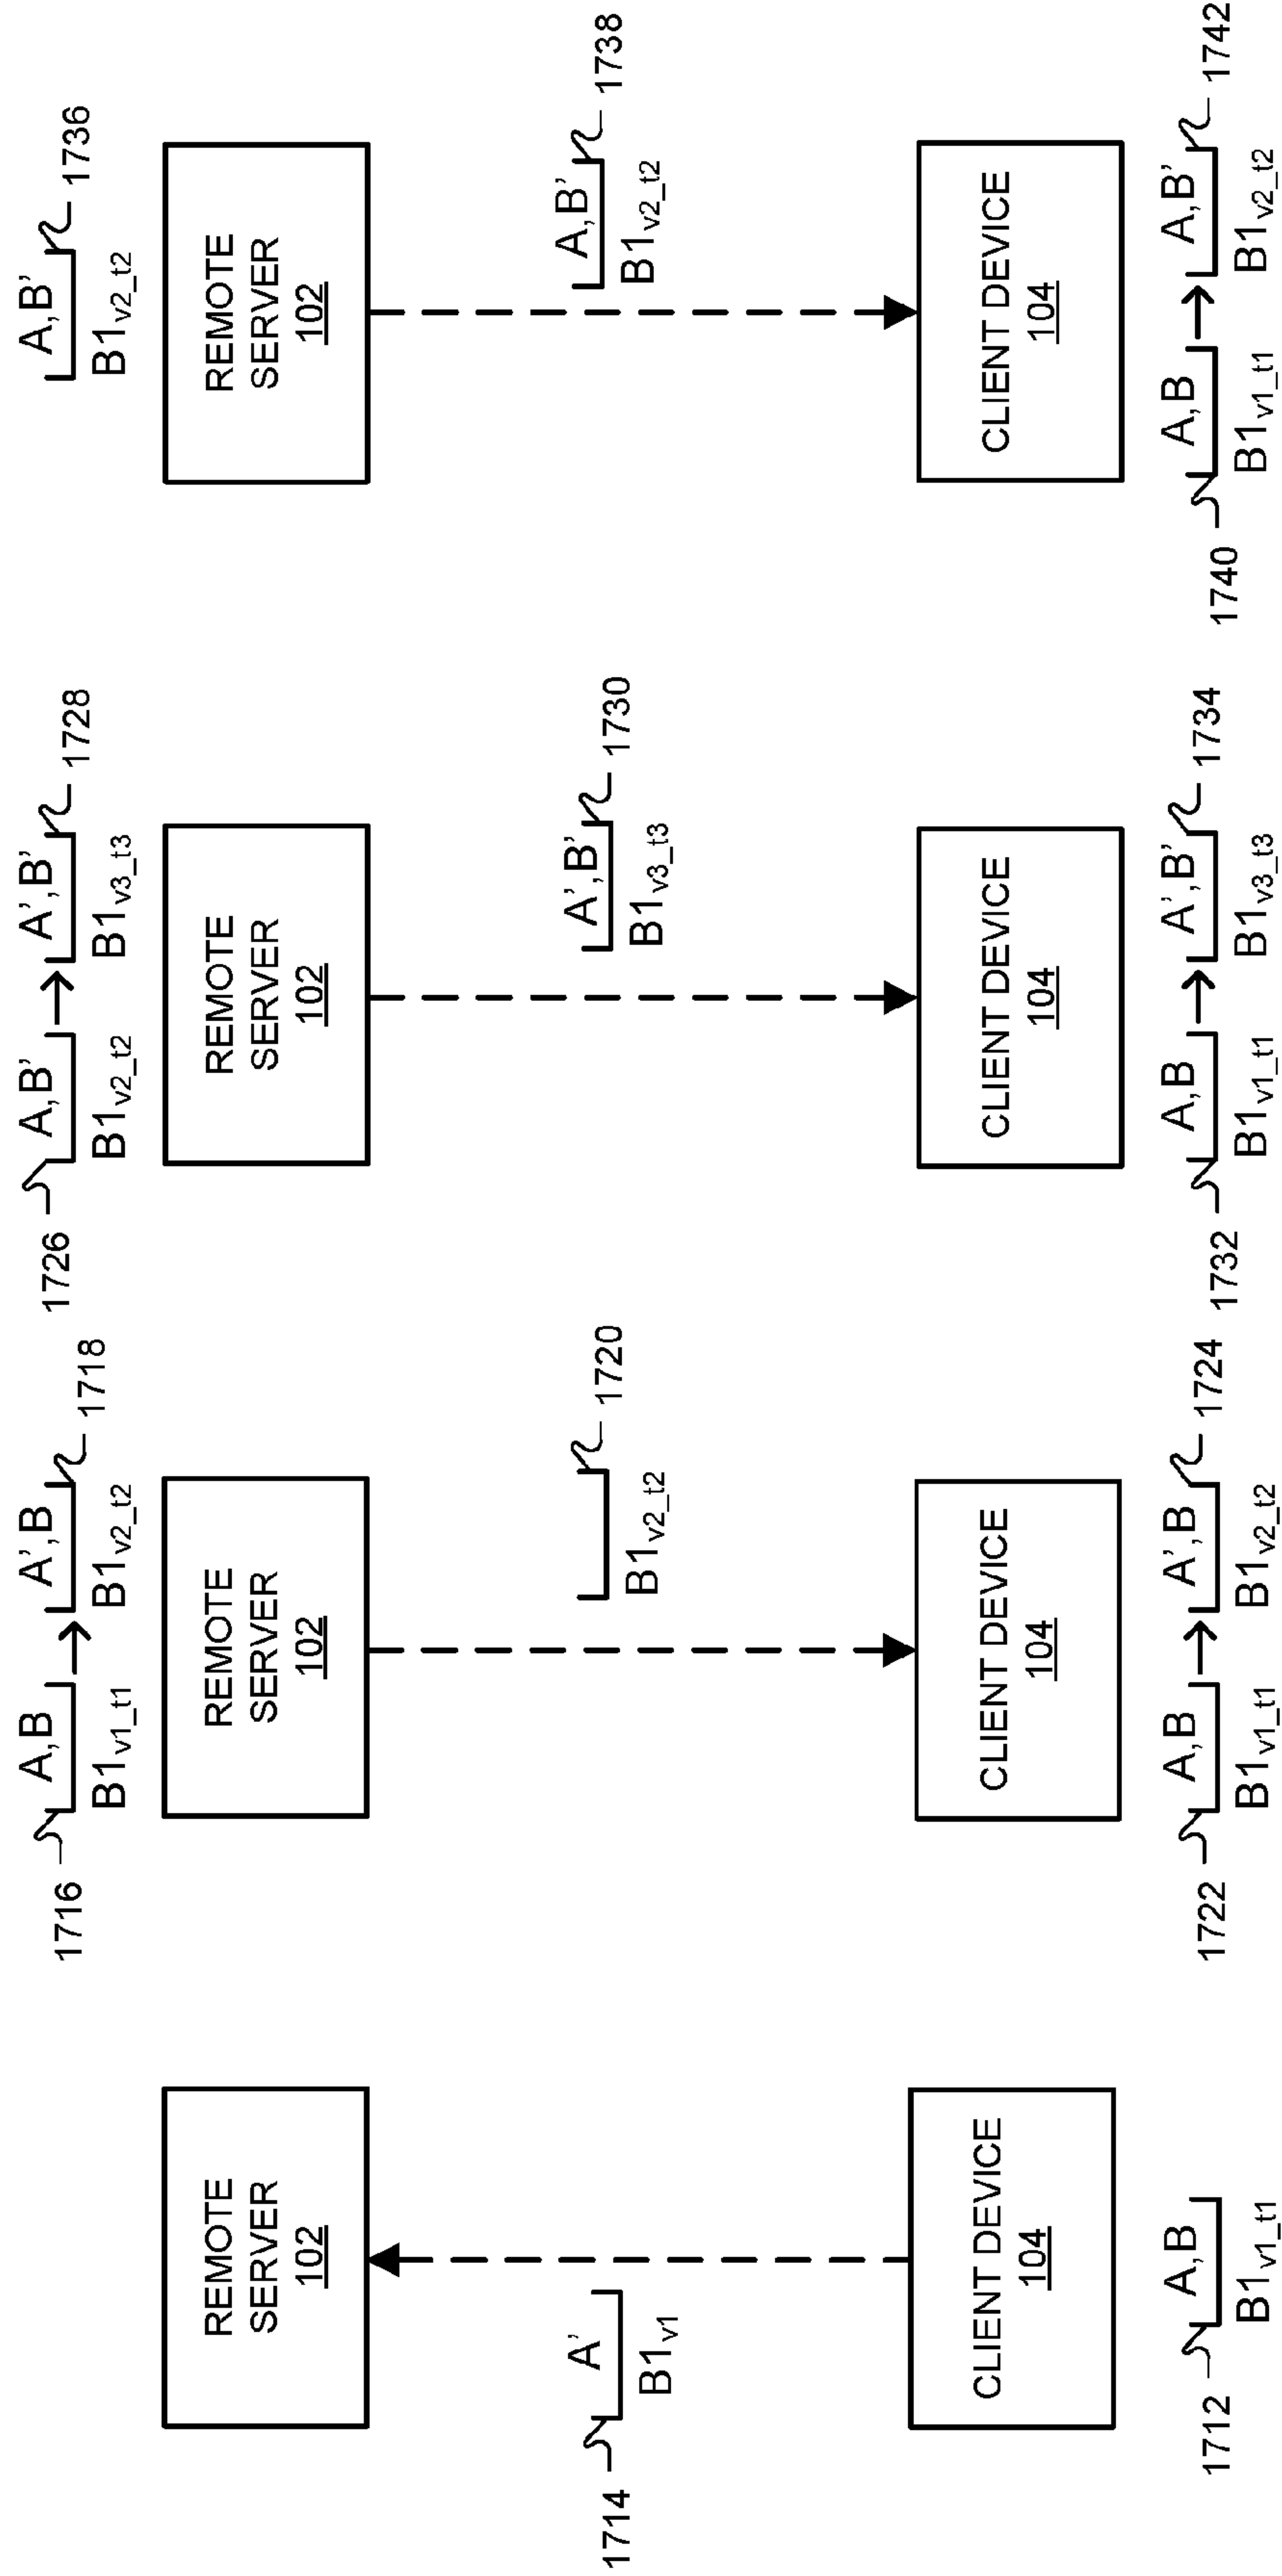 REMOTE
SERVER
102
1714
A'
B1v1
CLIENT DEVICE
104
1712
A,B
B1v1_t1
1716
A,B
B1v1_t1
A',B
B1v2_t2
1718
REMOTE
SERVER
102
B1v2_t2
1720
CLIENT DEVICE
104
1722
A,B
B1v1_t1
A',B
B1v2_t2
1724
1726
A,B'
B1v2_t2
A',B'
B1v3_t3
1728
REMOTE
SERVER
102
A',B'
B1v3_t3
1730
CLIENT DEVICE
104
1732
A,B
B1v1_t1
A',B'
B1v3_t3
1734
A,B'
B1v2_t2
1736
REMOTE
SERVER
102
A,B'
B1v2_t2
1738
CLIENT DEVICE
104
1740
A,B
B1v1_t1
A,B'
B1v2_t2
1742